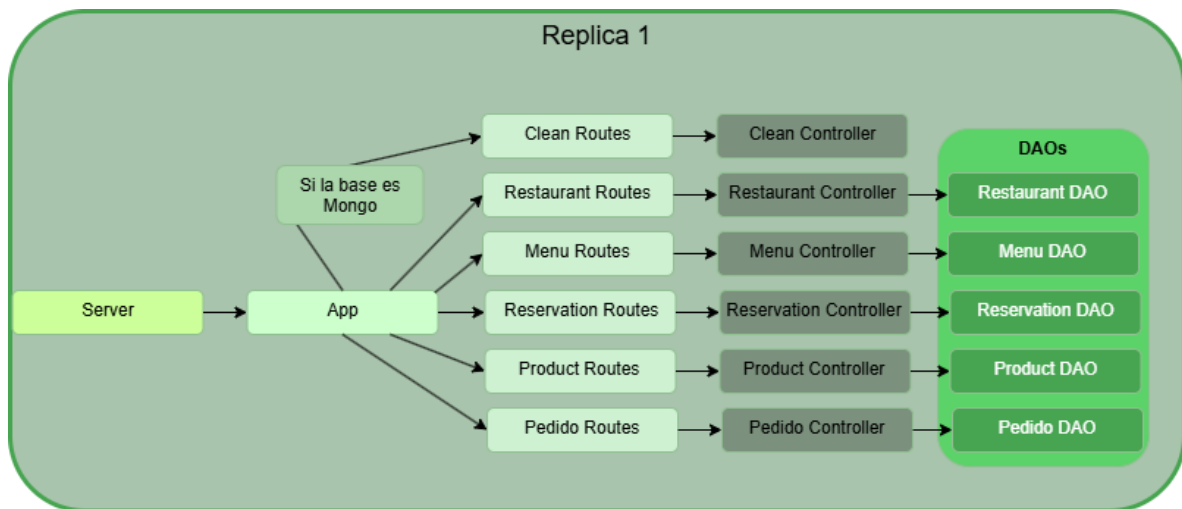 Replica 1
Clean Routes
Clean Controller
DAOs
Si la base es
Mongo
Restaurant Routes
Restaurant Controller
Restaurant DAO
Menu Routes
Menu Controller
Menu DAO
Server
App
Reservation Routes
Reservation Controller
Reservation DAO
Product Routes
Product Controller
Product DAO
Pedido Routes
Pedido Controller
Pedido DAO